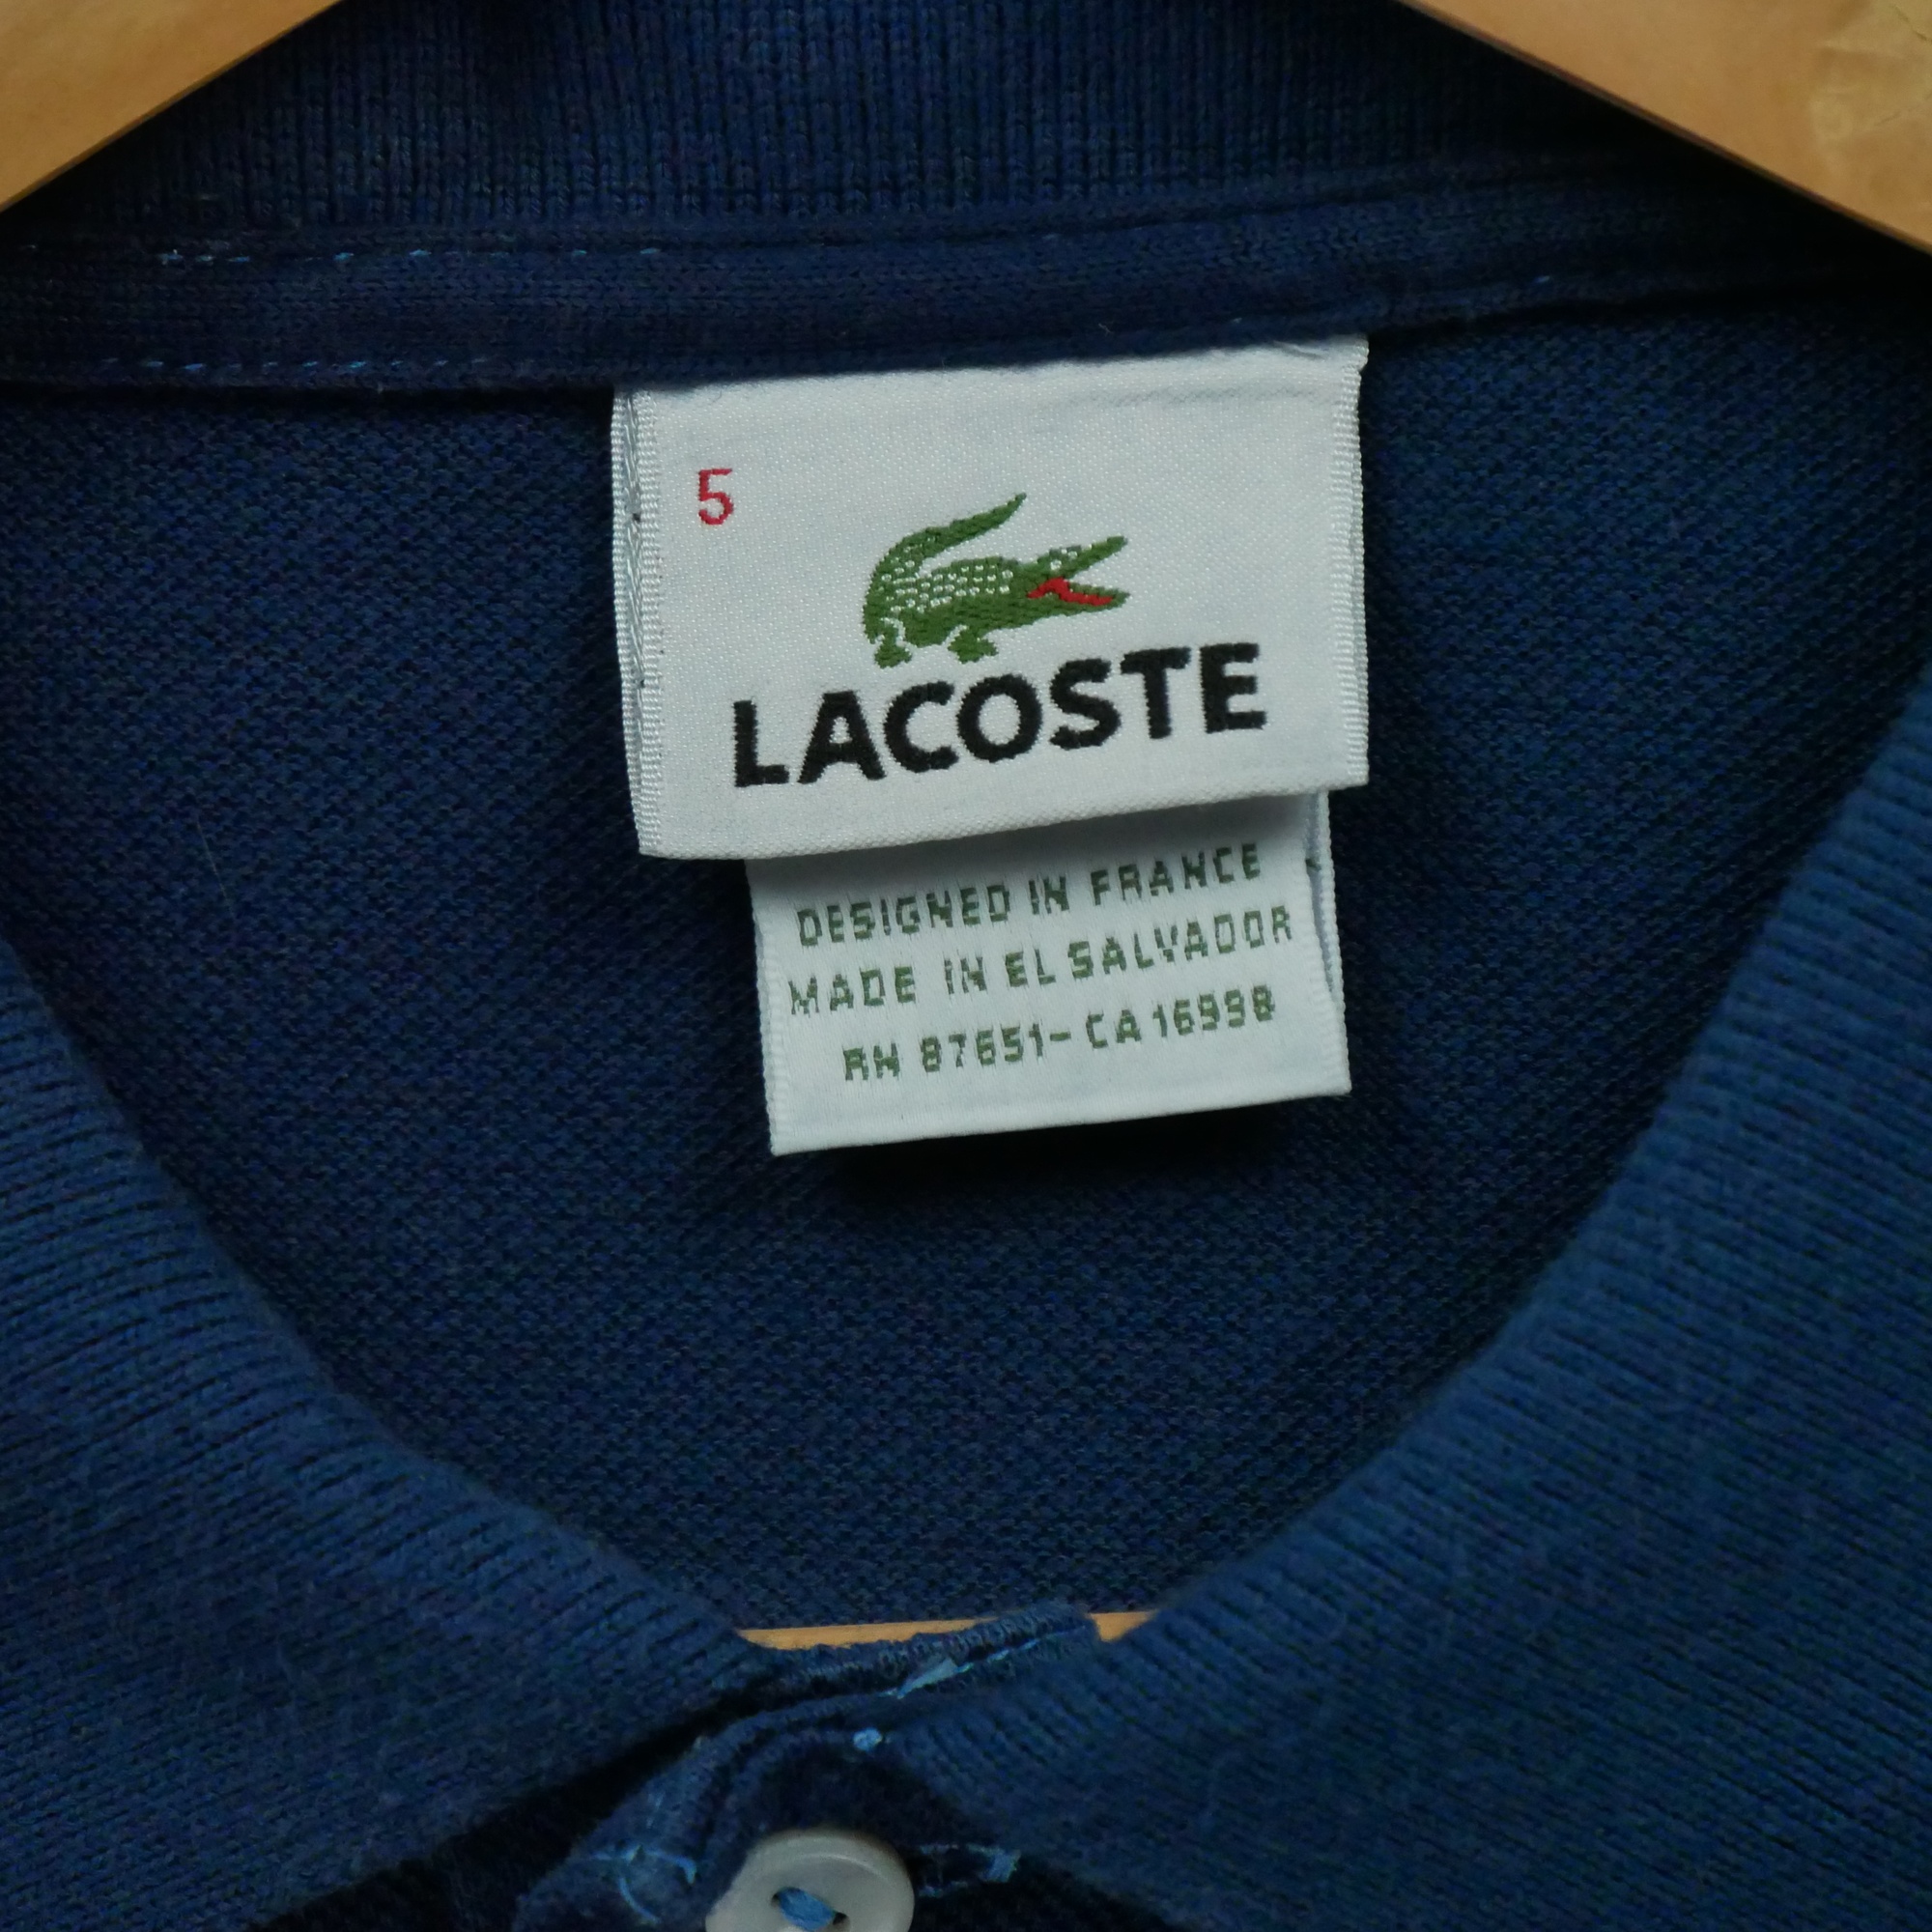 5
LACOSTE
DESIGNED IN FRANCE
MADE IN EL SALVADOR
RN 87651-CA 16998